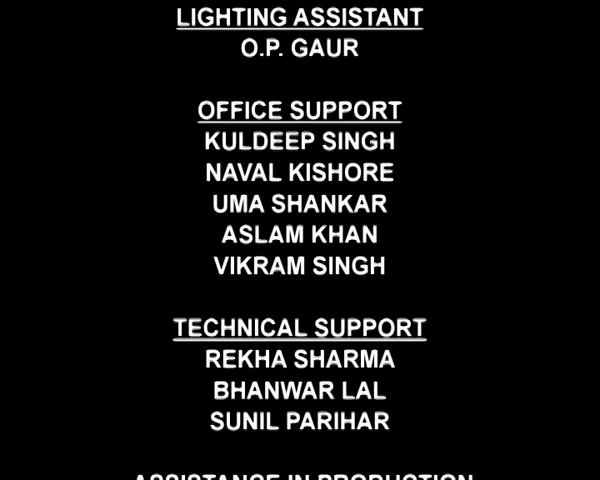 LIGHTING ASSISTANT
O.P. GAUR
OFFICE SUPPORT
KULDEEP SINGH
NAVAL KISHORE
UMA SHANKAR
ASLAM KHAN
VIKRAM SINGH
TECHNICAL SUPPORT
REKHA SHARMA
BHANWAR LAL
SUNIL PARIHAR
ASSISTANCE IN PRODUCTION